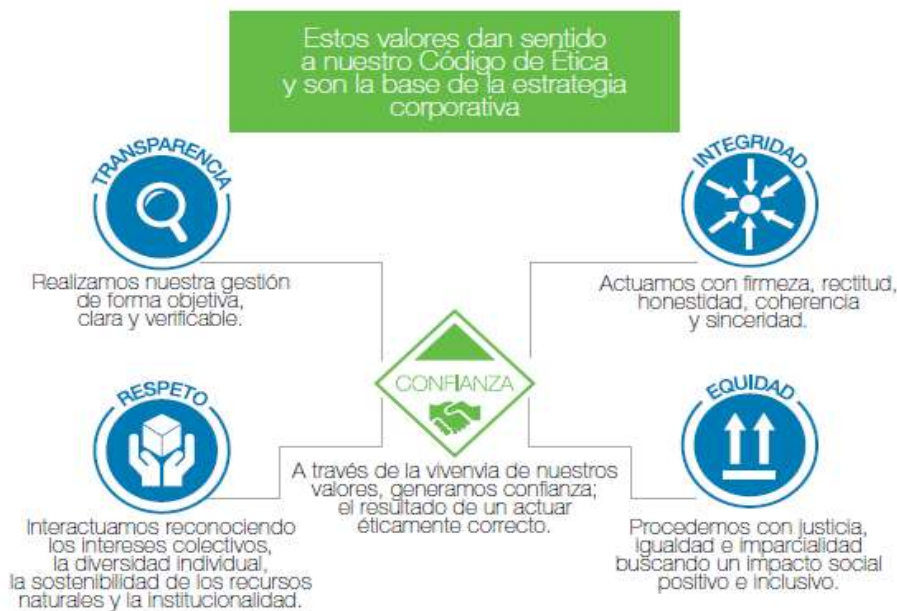 Estos valores dan sentido
a nuestro Código de Etica
y son la base de la estrategia
corporativa
TRANSPARENCIA
Realizamos nuestra gestión
de forma objetiva,
clara y verificable.
INTEGRIDAD
Actuamos con firmeza, rectitud,
honestidad, coherencia
y sinceridad.
CONFIANZA
A través de la vivenvia de nuestros
valores, generamos confianza;
el resultado de un actuar
éticamente correcto.
RESPETO
Interactuamos reconociendo
los intereses colectivos,
la diversidad individual,
la sostenibilidad de los recursos
naturales y la institucionalidad.
EQUIDAD
Procedemos con justicia,
igualdad e imparcialidad
buscando un impacto social
positivo e inclusivo.